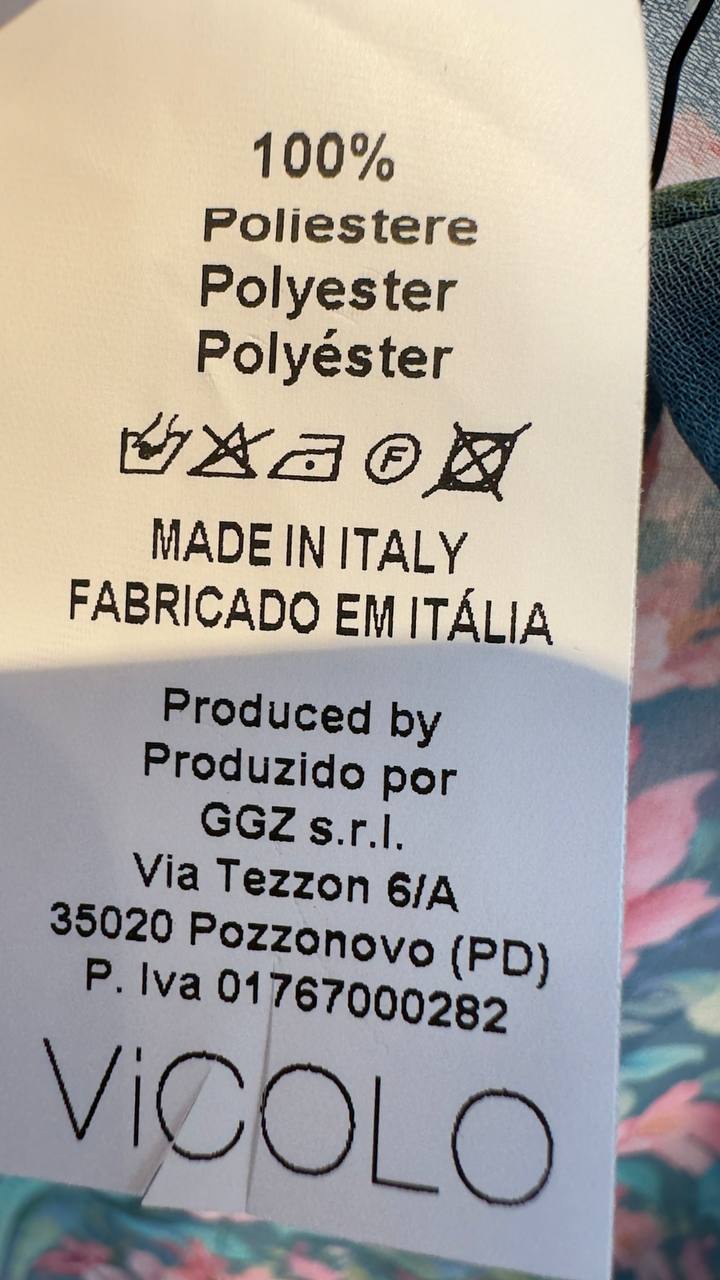 100%
Poliestere
Polyester
Polyéster
F
MADE IN ITALY
FABRICADO EM ITÁLIA
Produced by
Produzido por
GGZ s.r.l.
Via Tezzon 6/A
35020 Pozzonovo (PD)
P. Iva 01767000282
ViCOLO